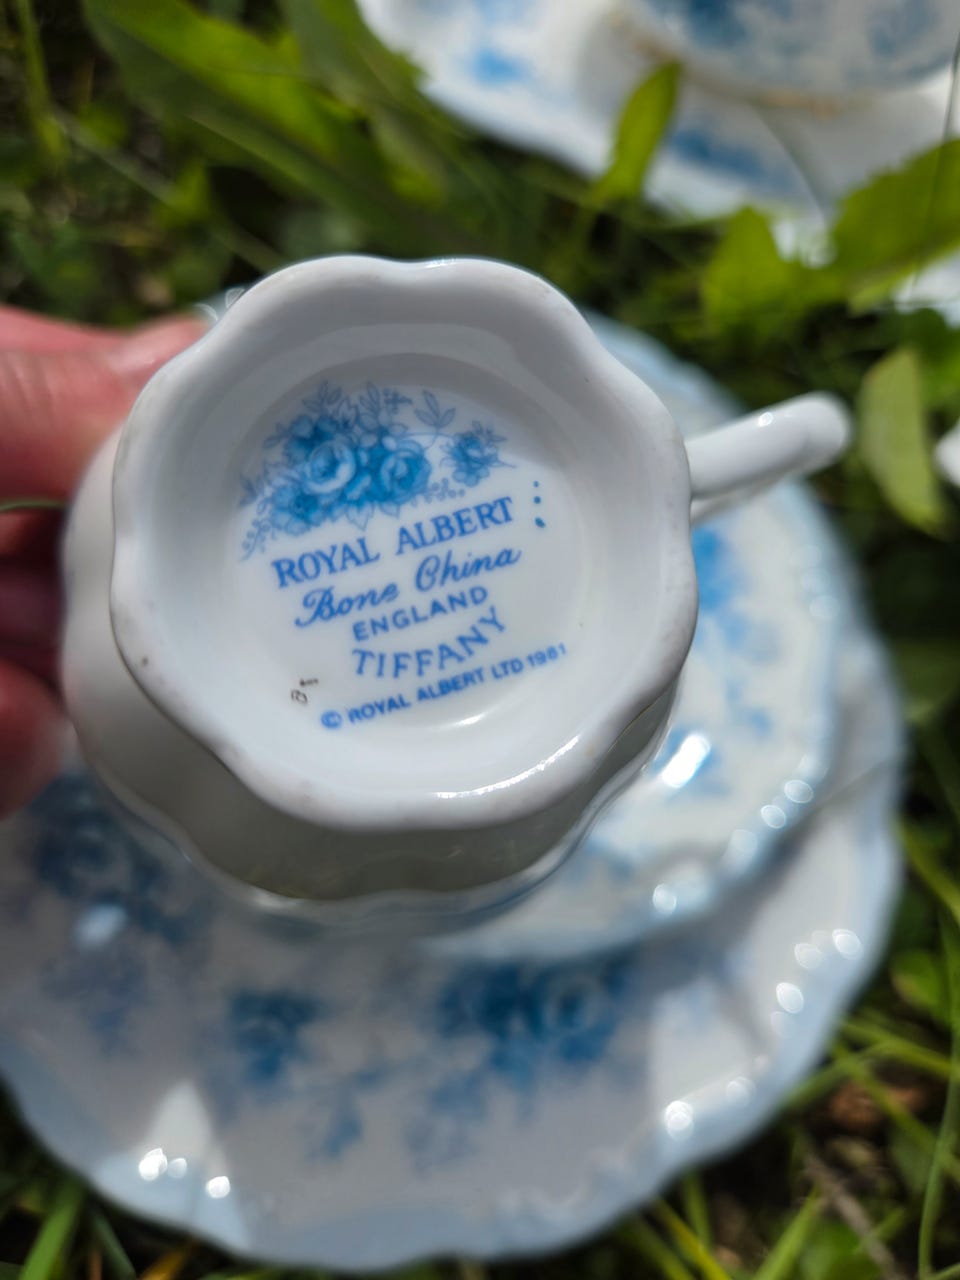 ROYAL ALBERT
Bone China
ENGLAND
TIFFANY
© ROYAL ALBERT LTD 1981